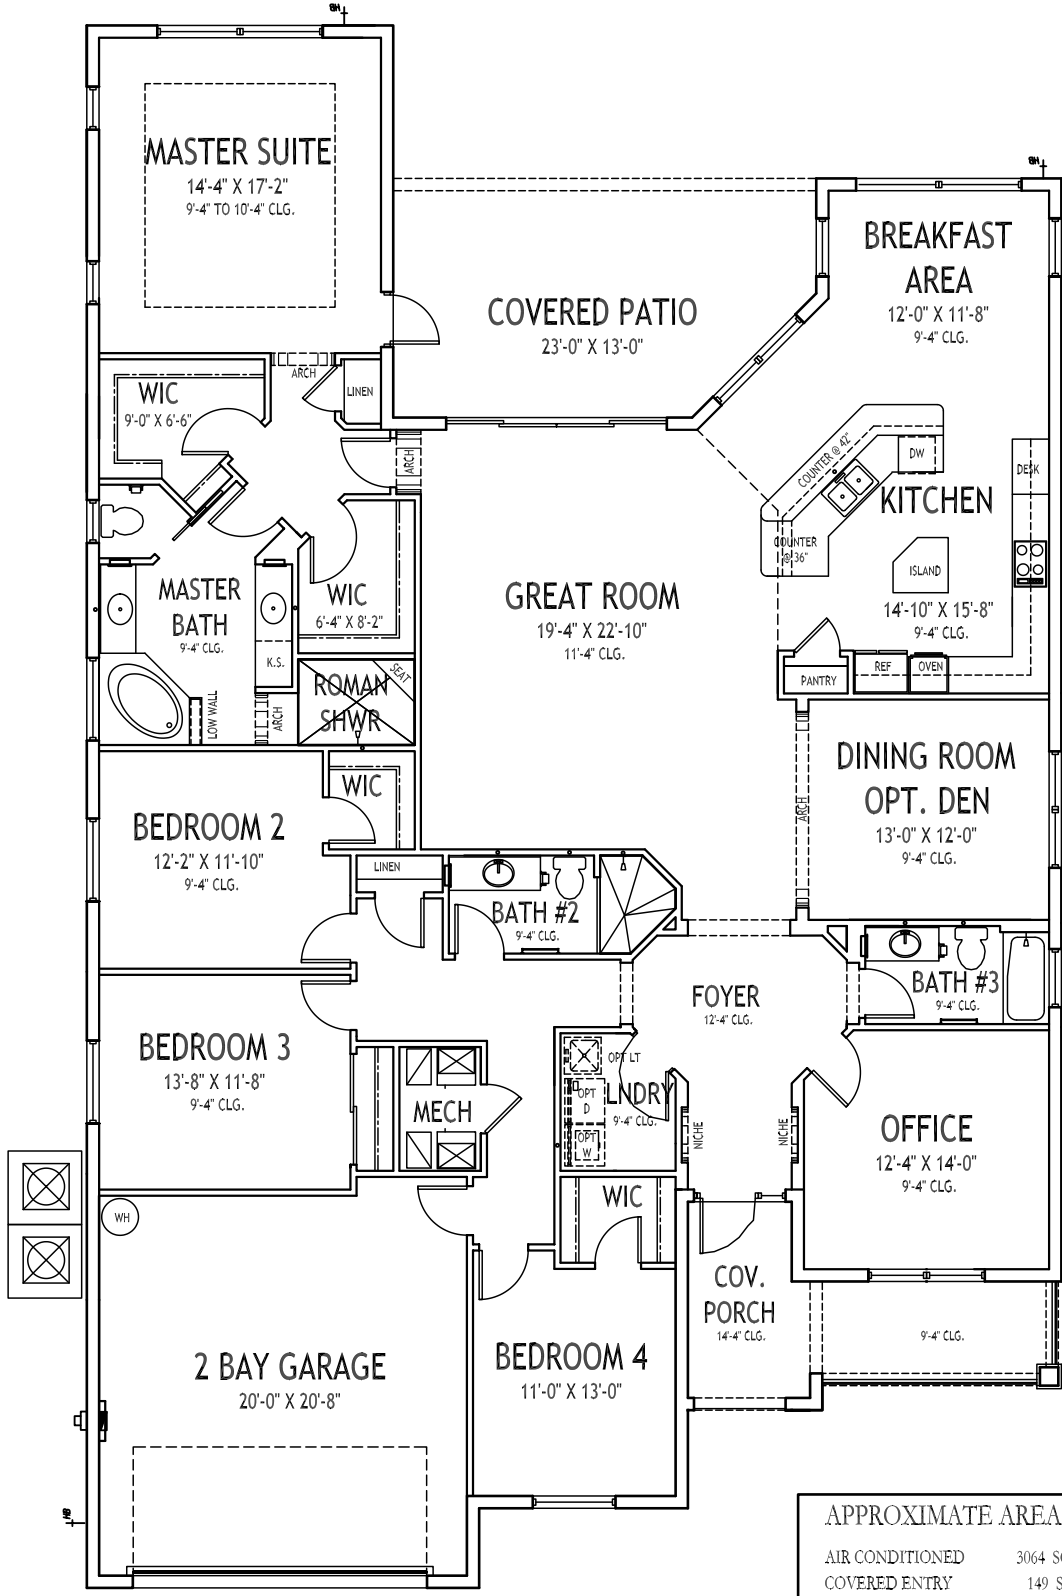 HB
MASTER SUITE
14'-4" X 17'-2"
9'-4" TO 10'-4" CLG.
HB
BREAKFAST
AREA
12'-0" X 11'-8"
9'-4" CLG.
COVERED PATIO
23'-0" X 13'-0"
ARCH
LINEN
WIC
9'-0" X 6'-6"
ARCH
COUNTER @ 42"
DW
DESK
KITCHEN
14'-10" X 15'-8"
9'-4" CLG.
COUNTER
@ 36"
ISLAND
MASTER
BATH
9'-4" CLG.
WIC
6'-4" X 8'-2"
GREAT ROOM
19'-4" X 22'-10"
11'-4" CLG.
K.S.
SEAT
ROMAN
SHWR
LOW WALL
ARCH
PANTRY
REF
OVEN
DINING ROOM
OPT. DEN
13'-0" X 12'-0"
9'-4" CLG.
ARCH
WIC
BEDROOM 2
12'-2" X 11'-10"
9'-4" CLG.
LINEN
BATH #2
9'-4" CLG.
FOYER
12'-4" CLG.
BATH #3
9'-4" CLG.
BEDROOM 3
13'-8" X 11'-8"
9'-4" CLG.
MECH
OPT LT
OPT
D
LNDRY
9'-4" CLG.
OPT
W
NICHE
NICHE
OFFICE
12'-4" X 14'-0"
9'-4" CLG.
WH
WIC
COV.
PORCH
14'-4" CLG.
9'-4" CLG.
2 BAY GARAGE
20'-0" X 20'-8"
BEDROOM 4
11'-0" X 13'-0"
HB
APPROXIMATE AREA
AIR CONDITIONED 3064 S
COVERED ENTRY 149 S